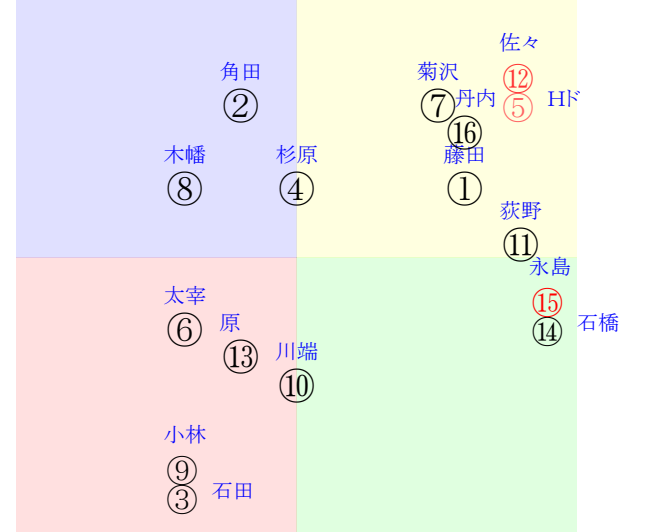 佐々
⑫
角田
②
菊沢
⑦
丹内
⑯
⑤
Hド
木幡
⑧
杉原
④
藤田
①
荻野
⑪
永島
⑮
⑭
石橋
太宰
⑥
原
⑬
川端
⑩
小林
⑨
③
石田